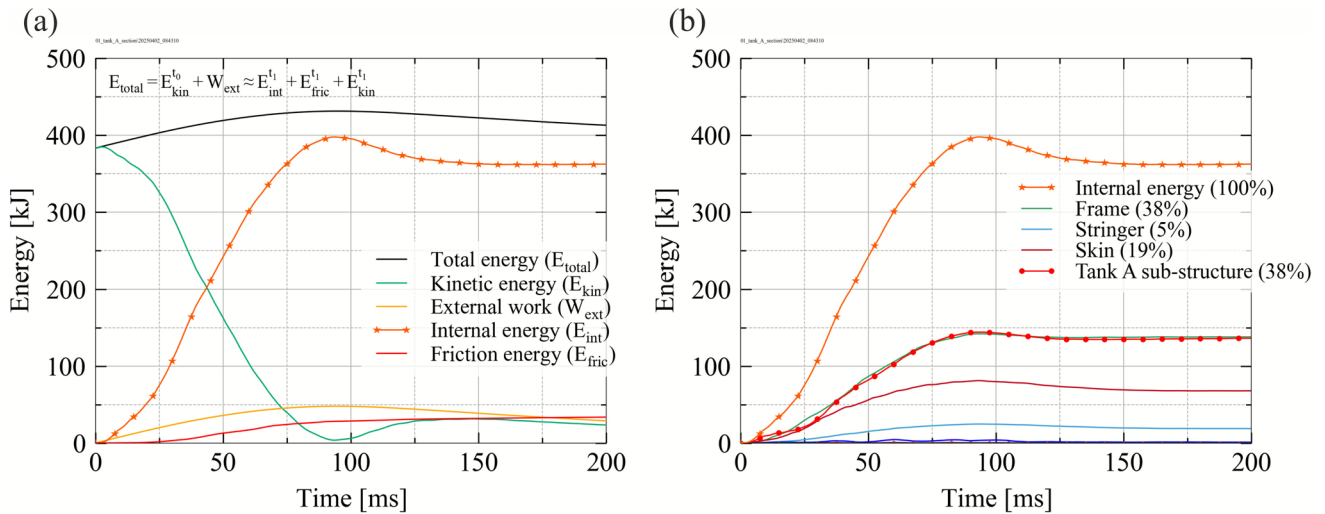 (a)
01_tank_A_section\20250402_084310
500
400
300
200
100
0
Energy [kJ]
E_total = E_kin^t0 + W_ext ≈ E_int^t1 + E_fric^t1 + E_kin^t1
Total energy (E_total)
Kinetic energy (E_kin)
External work (W_ext)
Internal energy (E_int)
Friction energy (E_fric)
0 50 100 150 200
Time [ms]
(b)
01_tank_A_section\20250402_084310
500
400
300
200
100
0
Energy [kJ]
Internal energy (100%)
Frame (38%)
Stringer (5%)
Skin (19%)
Tank A sub-structure (38%)
0 50 100 150 200
Time [ms]